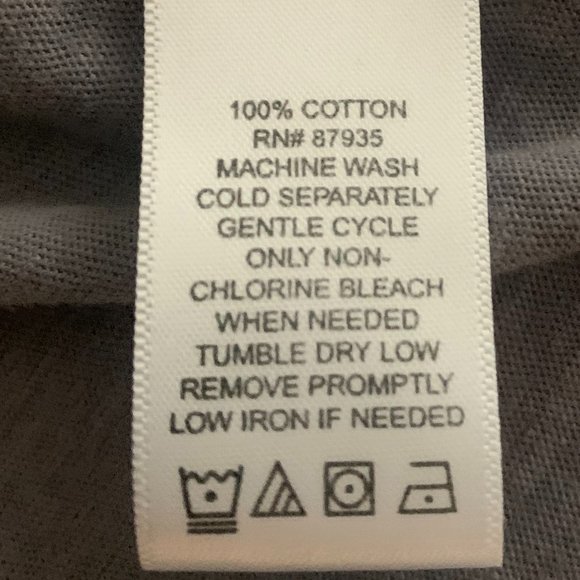 100% COTTON
RN# 87935
MACHINE WASH
COLD SEPARATELY
GENTLE CYCLE
ONLY NON-
CHLORINE BLEACH
WHEN NEEDED
TUMBLE DRY LOW
REMOVE PROMPTLY
LOW IRON IF NEEDED